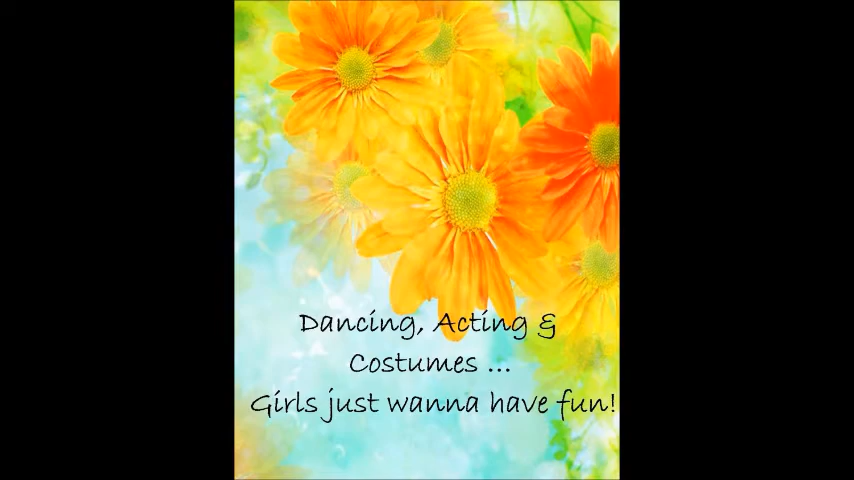 Dancing, Acting &
Costumes ...
Girls just wanna have fun!